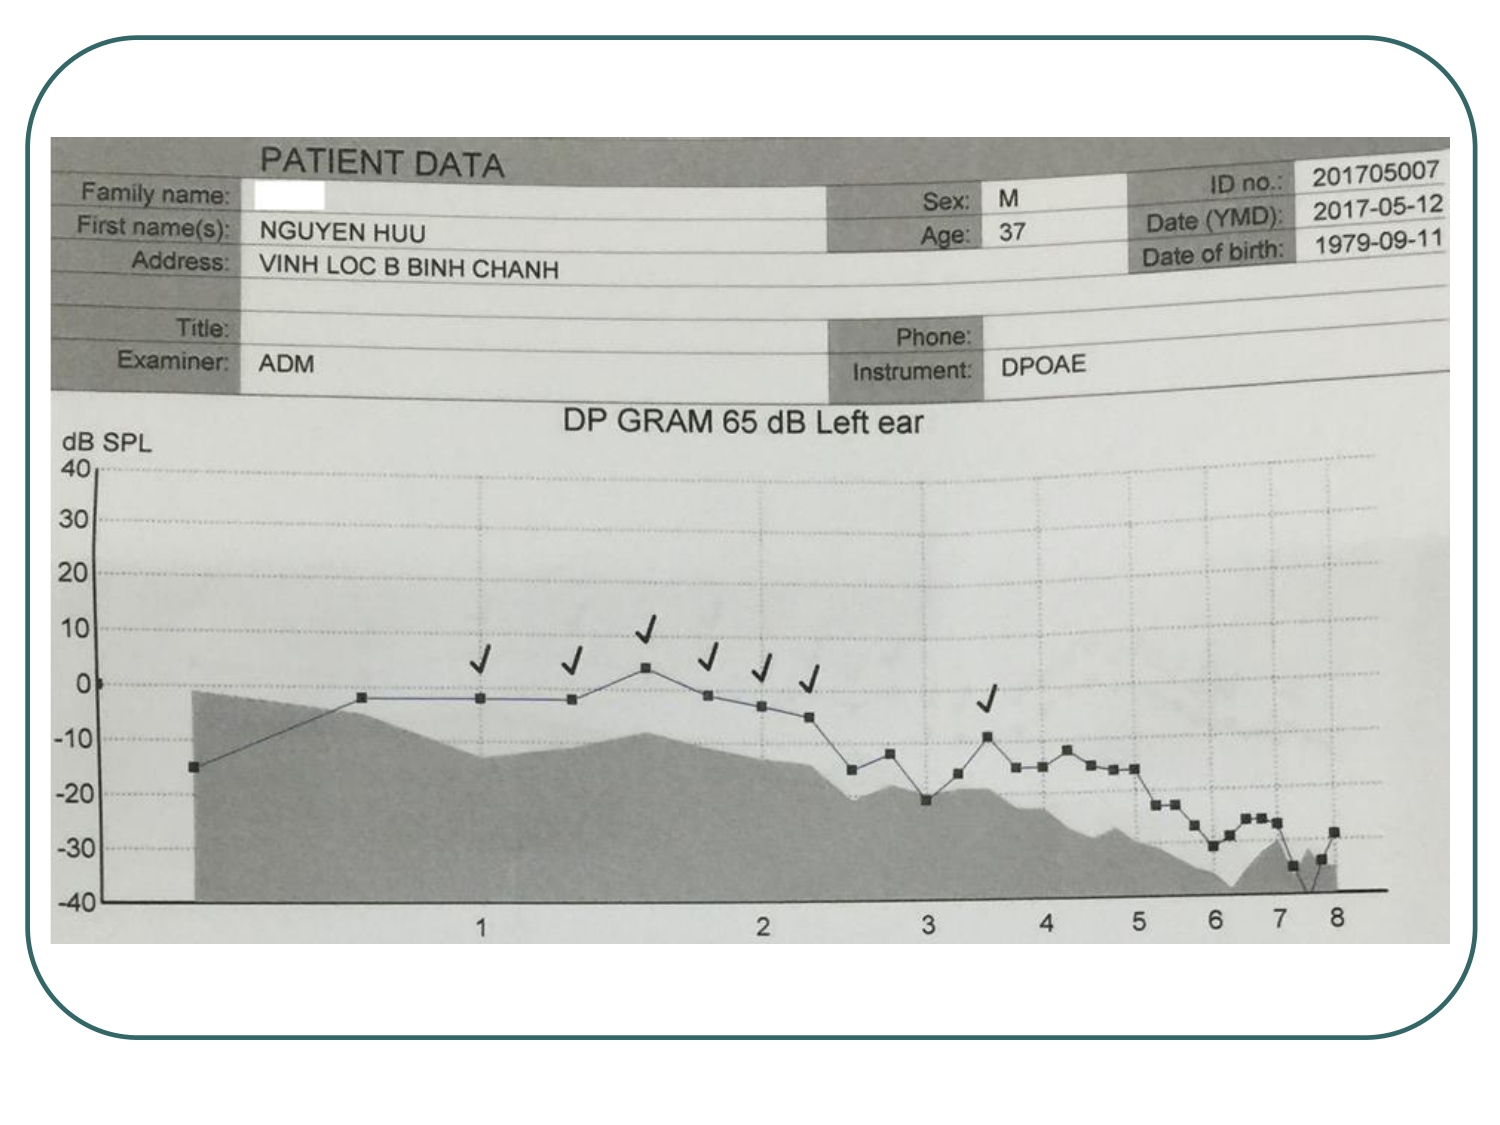 PATIENT DATA
Family name:
First name(s): NGUYEN HUU
Address: VINH LOC B BINH CHANH
Sex: M
Age: 37
ID no.: 201705007
Date (YMD): 2017-05-12
Date of birth: 1979-09-11
Title:
Examiner: ADM
Phone:
Instrument: DPOAE
DP GRAM 65 dB Left ear
dB SPL
40
30
20
10
0
-10
-20
-30
-40
1 2 3 4 5 6 7 8